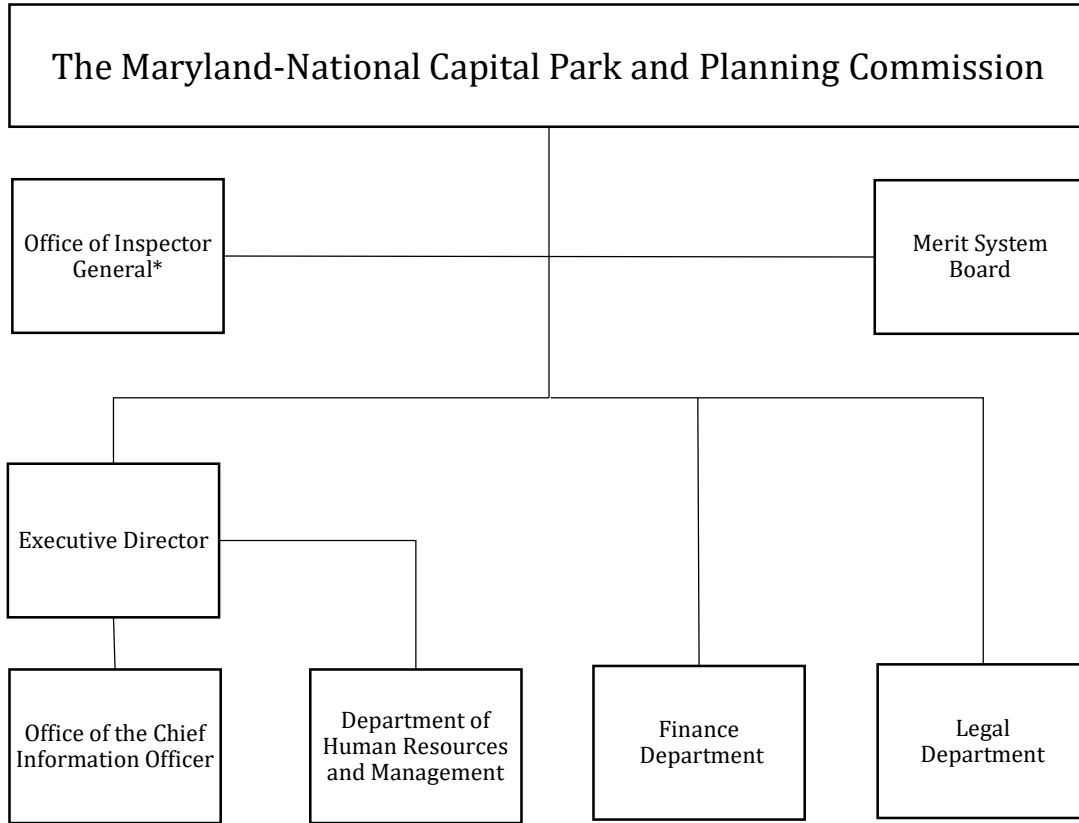 The Maryland-National Capital Park and Planning Commission
Office of Inspector
General*
Merit System
Board
Executive Director
Office of the Chief
Information Officer
Department of
Human Resources
and Management
Finance
Department
Legal
Department